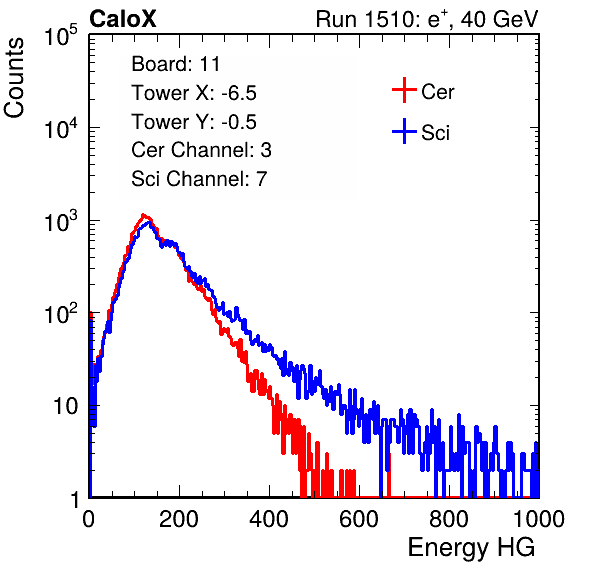 CaloX Run 1510: e⁺, 40 GeV
Counts
10⁵
10⁴
10³
10²
10
1
Board: 11
Tower X: -6.5
Tower Y: -0.5
Cer Channel: 3
Sci Channel: 7
Cer
Sci
0 200 400 600 800 1000
Energy HG